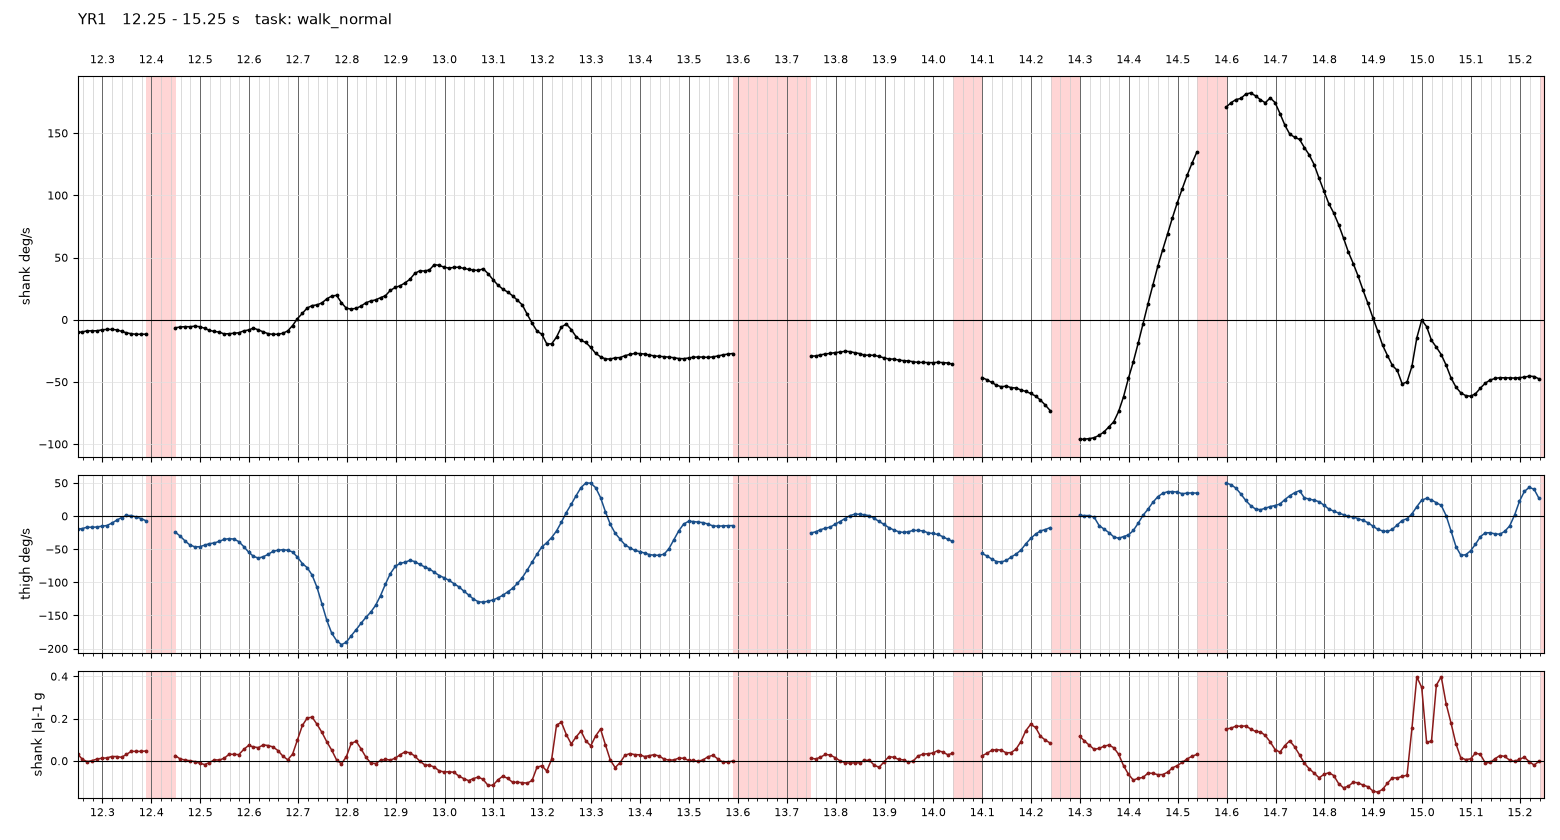 YR1   12.25 - 15.25 s   task: walk_normal
12.3 12.4 12.5 12.6 12.7 12.8 12.9 13.0 13.1 13.2 13.3 13.4 13.5 13.6 13.7 13.8 13.9 14.0 14.1 14.2 14.3 14.4 14.5 14.6 14.7 14.8 14.9 15.0 15.1 15.2
shank deg/s
150
100
50
0
−50
−100
thigh deg/s
50
0
−50
−100
−150
−200
shank |a|-1 g
0.4
0.2
0.0
12.3 12.4 12.5 12.6 12.7 12.8 12.9 13.0 13.1 13.2 13.3 13.4 13.5 13.6 13.7 13.8 13.9 14.0 14.1 14.2 14.3 14.4 14.5 14.6 14.7 14.8 14.9 15.0 15.1 15.2